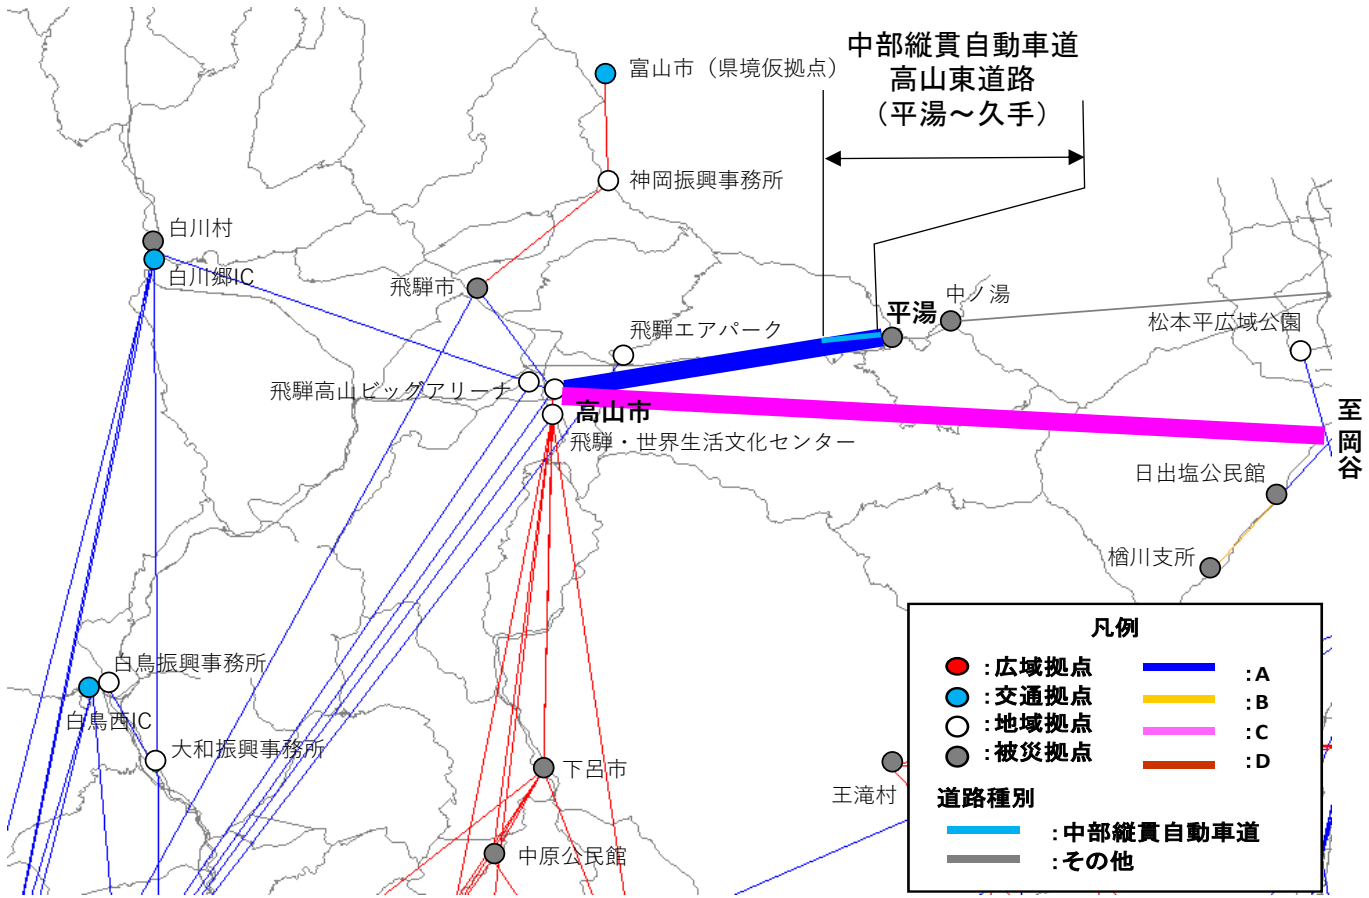 中部縦貫自動車道
高山東道路
（平湯～久手）
富山市（県境仮拠点）
神岡振興事務所
白川村
白川郷IC
飛騨市
飛騨エアパーク
平湯
中ノ湯
松本平広域公園
飛騨高山ビッグアリーナ
高山市
飛騨・世界生活文化センター
至
岡
谷
日出塩公民館
楢川支所
白鳥振興事務所
白鳥西IC
大和振興事務所
下呂市
中原公民館
王滝村
凡例
：広域拠点
：交通拠点
：地域拠点
：被災拠点
：A
：B
：C
：D
道路種別
：中部縦貫自動車道
：その他